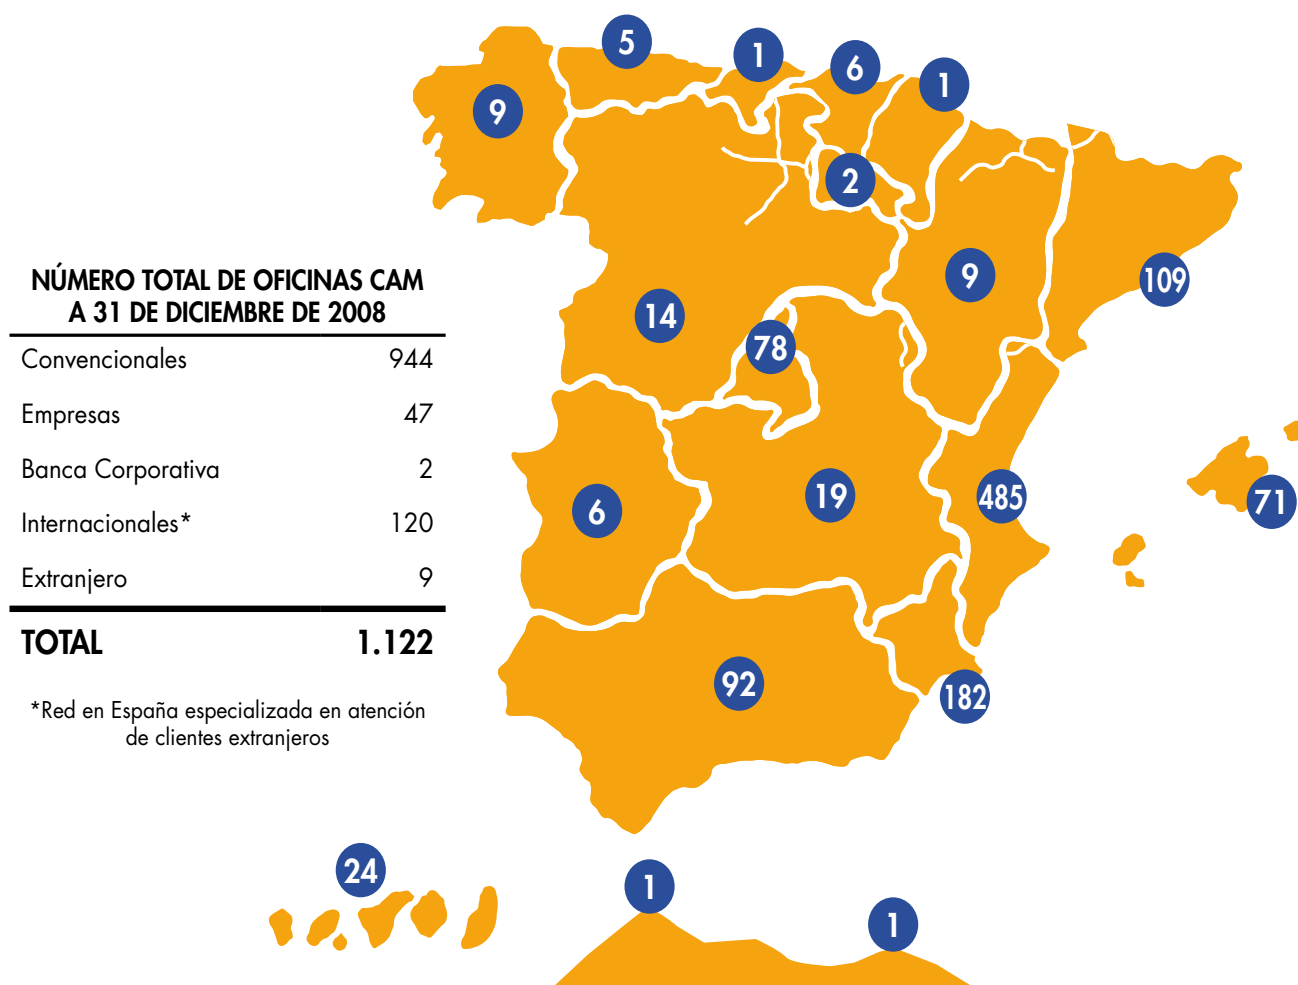 NÚMERO TOTAL DE OFICINAS CAM
A 31 DE DICIEMBRE DE 2008
Convencionales 944
Empresas 47
Banca Corporativa 2
Internacionales* 120
Extranjero 9
TOTAL 1.122
*Red en España especializada en atención
de clientes extranjeros
5
1
6
1
9
2
9
109
14
78
19
485
71
6
92
182
24
1
1